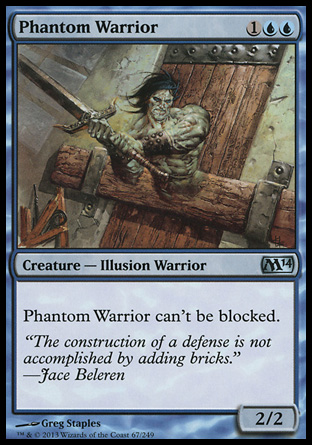 Phantom Warrior 1
Creature — Illusion Warrior M14
Phantom Warrior can't be blocked.
“The construction of a defense is not
accomplished by adding bricks.”
—Jace Beleren
Greg Staples
™ & © 2013 Wizards of the Coast 67/249
2/2